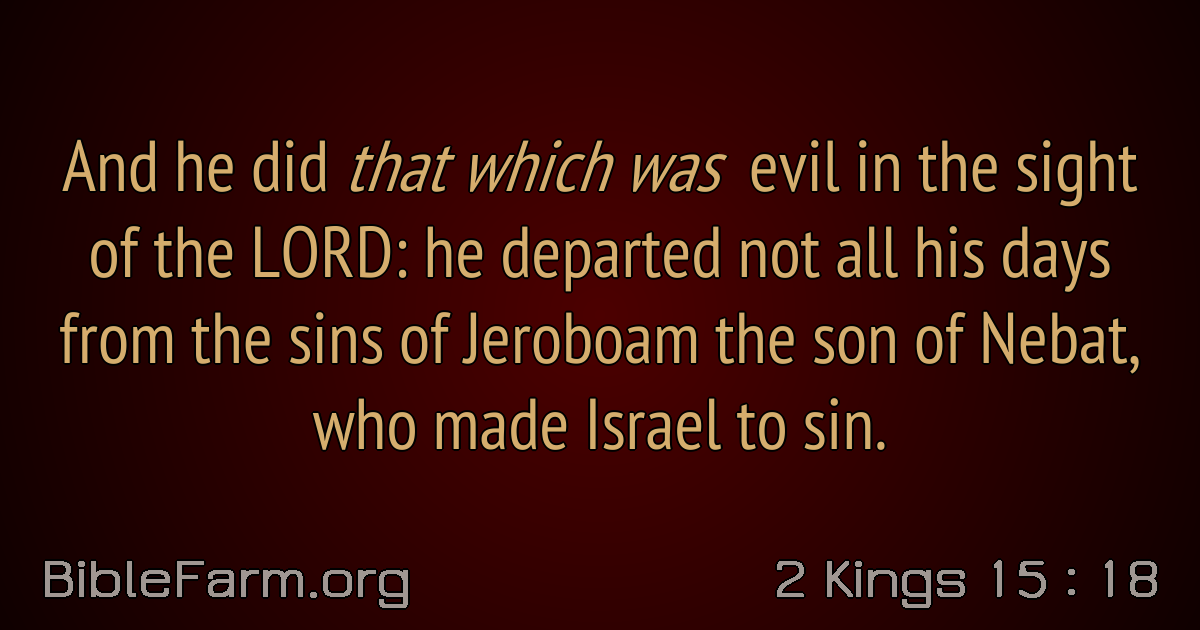 And he did that which was evil in the sight
of the LORD: he departed not all his days
from the sins of Jeroboam the son of Nebat,
who made Israel to sin.
BibleFarm.org
2 Kings 15 : 18